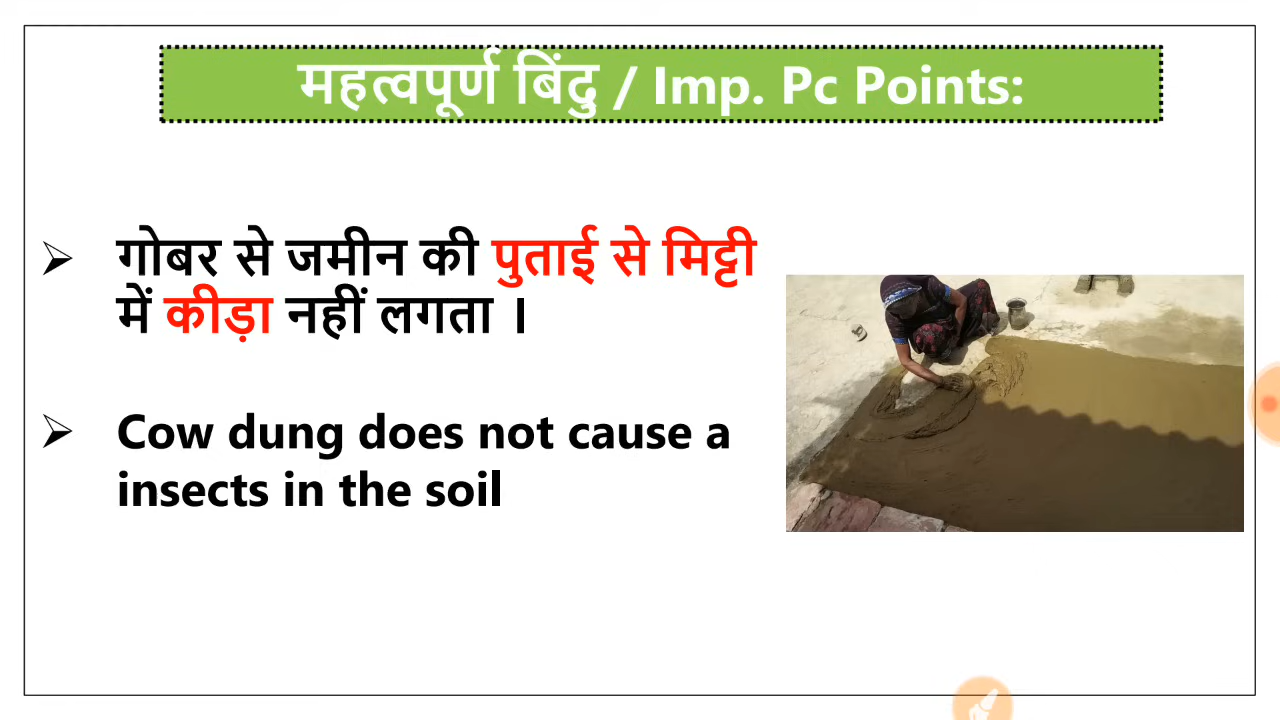 महत्वपूर्ण बिंदु / Imp. Pc Points:
गोबर से जमीन की पुताई से मिट्टी
में कीड़ा नहीं लगता ।
Cow dung does not cause a
insects in the soil